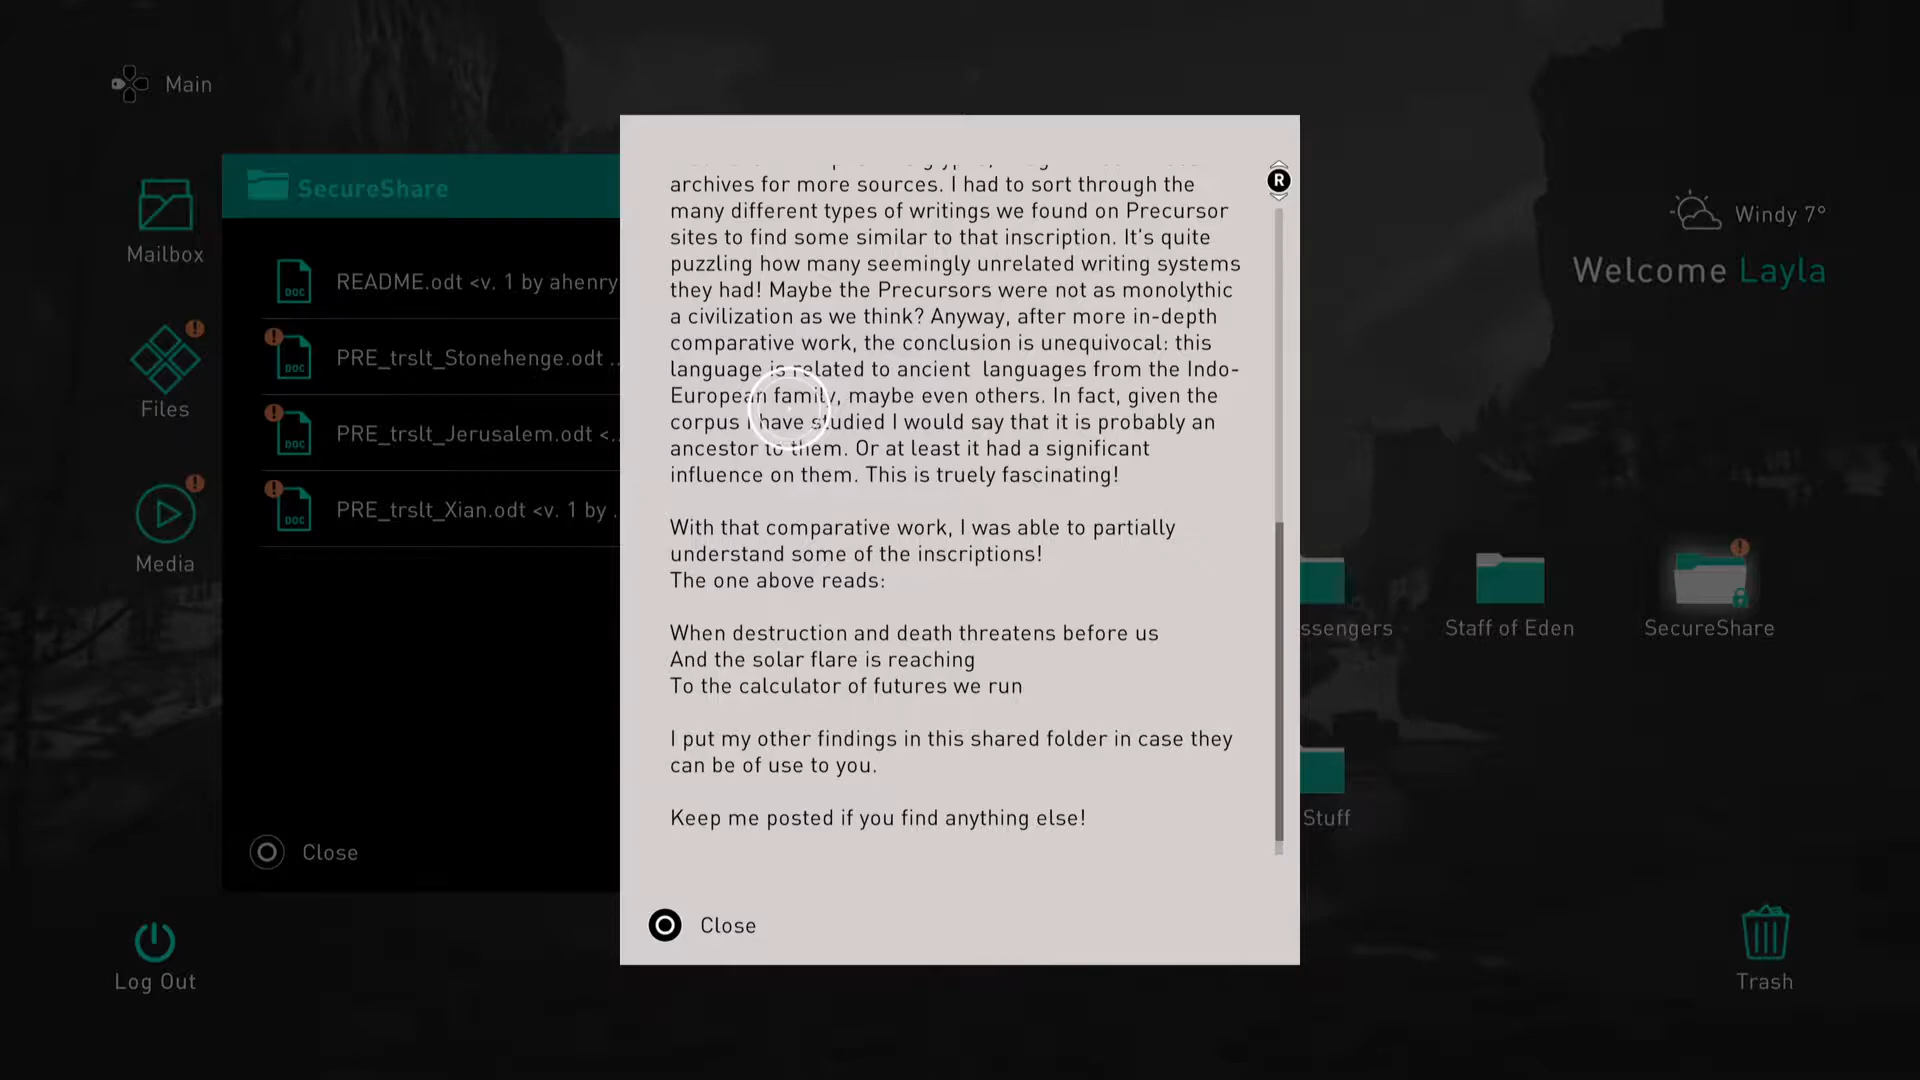 Main
Mailbox
Files
Media
Log Out
SecureShare
README.odt <v. 1 by ahenry
PRE_trslt_Stonehenge.odt ..
PRE_trslt_Jerusalem.odt <..
PRE_trslt_Xian.odt <v. 1 by .
Close
archives for more sources. I had to sort through the
many different types of writings we found on Precursor
sites to find some similar to that inscription. It's quite
puzzling how many seemingly unrelated writing systems
they had! Maybe the Precursors were not as monolythic
a civilization as we think? Anyway, after more in-depth
comparative work, the conclusion is unequivocal: this
language is related to ancient languages from the Indo-
European family, maybe even others. In fact, given the
corpus I have studied I would say that it is probably an
ancestor to them. Or at least it had a significant
influence on them. This is truely fascinating!
With that comparative work, I was able to partially
understand some of the inscriptions!
The one above reads:
When destruction and death threatens before us
And the solar flare is reaching
To the calculator of futures we run
I put my other findings in this shared folder in case they
can be of use to you.
Keep me posted if you find anything else!
Close
R
Windy 7°
Welcome Layla
ssengers
Staff of Eden
SecureShare
Stuff
Trash